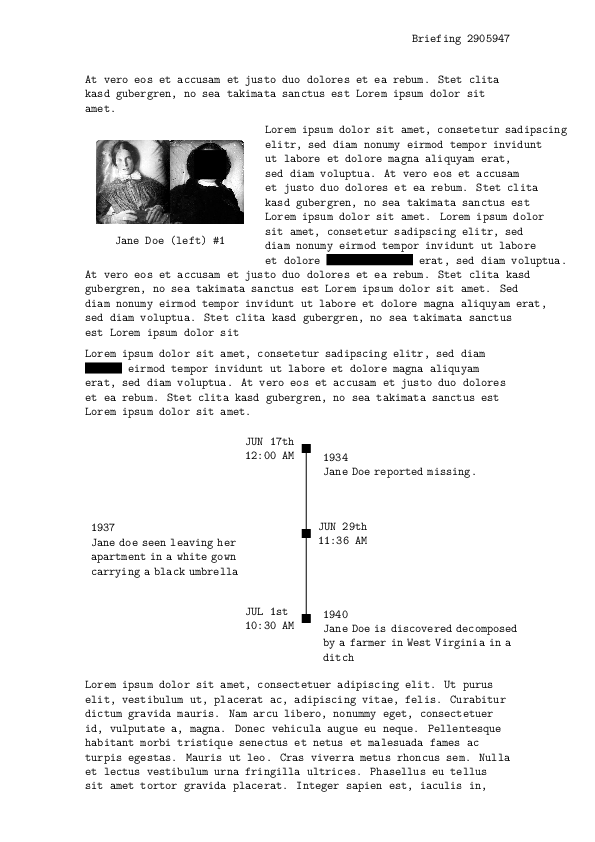 Briefing 2905947
At vero eos et accusam et justo duo dolores et ea rebum. Stet clita
kasd gubergren, no sea takimata sanctus est Lorem ipsum dolor sit
amet.
Lorem ipsum dolor sit amet, consetetur sadipscing
elitr, sed diam nonumy eirmod tempor invidunt
ut labore et dolore magna aliquyam erat,
sed diam voluptua. At vero eos et accusam
et justo duo dolores et ea rebum. Stet clita
kasd gubergren, no sea takimata sanctus est
Lorem ipsum dolor sit amet. Lorem ipsum dolor
sit amet, consetetur sadipscing elitr, sed
diam nonumy eirmod tempor invidunt ut labore
et dolore erat, sed diam voluptua.
Jane Doe (left) #1
At vero eos et accusam et justo duo dolores et ea rebum. Stet clita kasd
gubergren, no sea takimata sanctus est Lorem ipsum dolor sit amet. Sed
diam nonumy eirmod tempor invidunt ut labore et dolore magna aliquyam erat,
sed diam voluptua. Stet clita kasd gubergren, no sea takimata sanctus
est Lorem ipsum dolor sit
Lorem ipsum dolor sit amet, consetetur sadipscing elitr, sed diam
eirmod tempor invidunt ut labore et dolore magna aliquyam
erat, sed diam voluptua. At vero eos et accusam et justo duo dolores
et ea rebum. Stet clita kasd gubergren, no sea takimata sanctus est
Lorem ipsum dolor sit amet.
JUN 17th
12:00 AM
1934
Jane Doe reported missing.
JUN 29th
11:36 AM
1937
Jane doe seen leaving her
apartment in a white gown
carrying a black umbrella
JUL 1st
10:30 AM
1940
Jane Doe is discovered decomposed
by a farmer in West Virginia in a
ditch
Lorem ipsum dolor sit amet, consectetuer adipiscing elit. Ut purus
elit, vestibulum ut, placerat ac, adipiscing vitae, felis. Curabitur
dictum gravida mauris. Nam arcu libero, nonummy eget, consectetuer
id, vulputate a, magna. Donec vehicula augue eu neque. Pellentesque
habitant morbi tristique senectus et netus et malesuada fames ac
turpis egestas. Mauris ut leo. Cras viverra metus rhoncus sem. Nulla
et lectus vestibulum urna fringilla ultrices. Phasellus eu tellus
sit amet tortor gravida placerat. Integer sapien est, iaculis in,